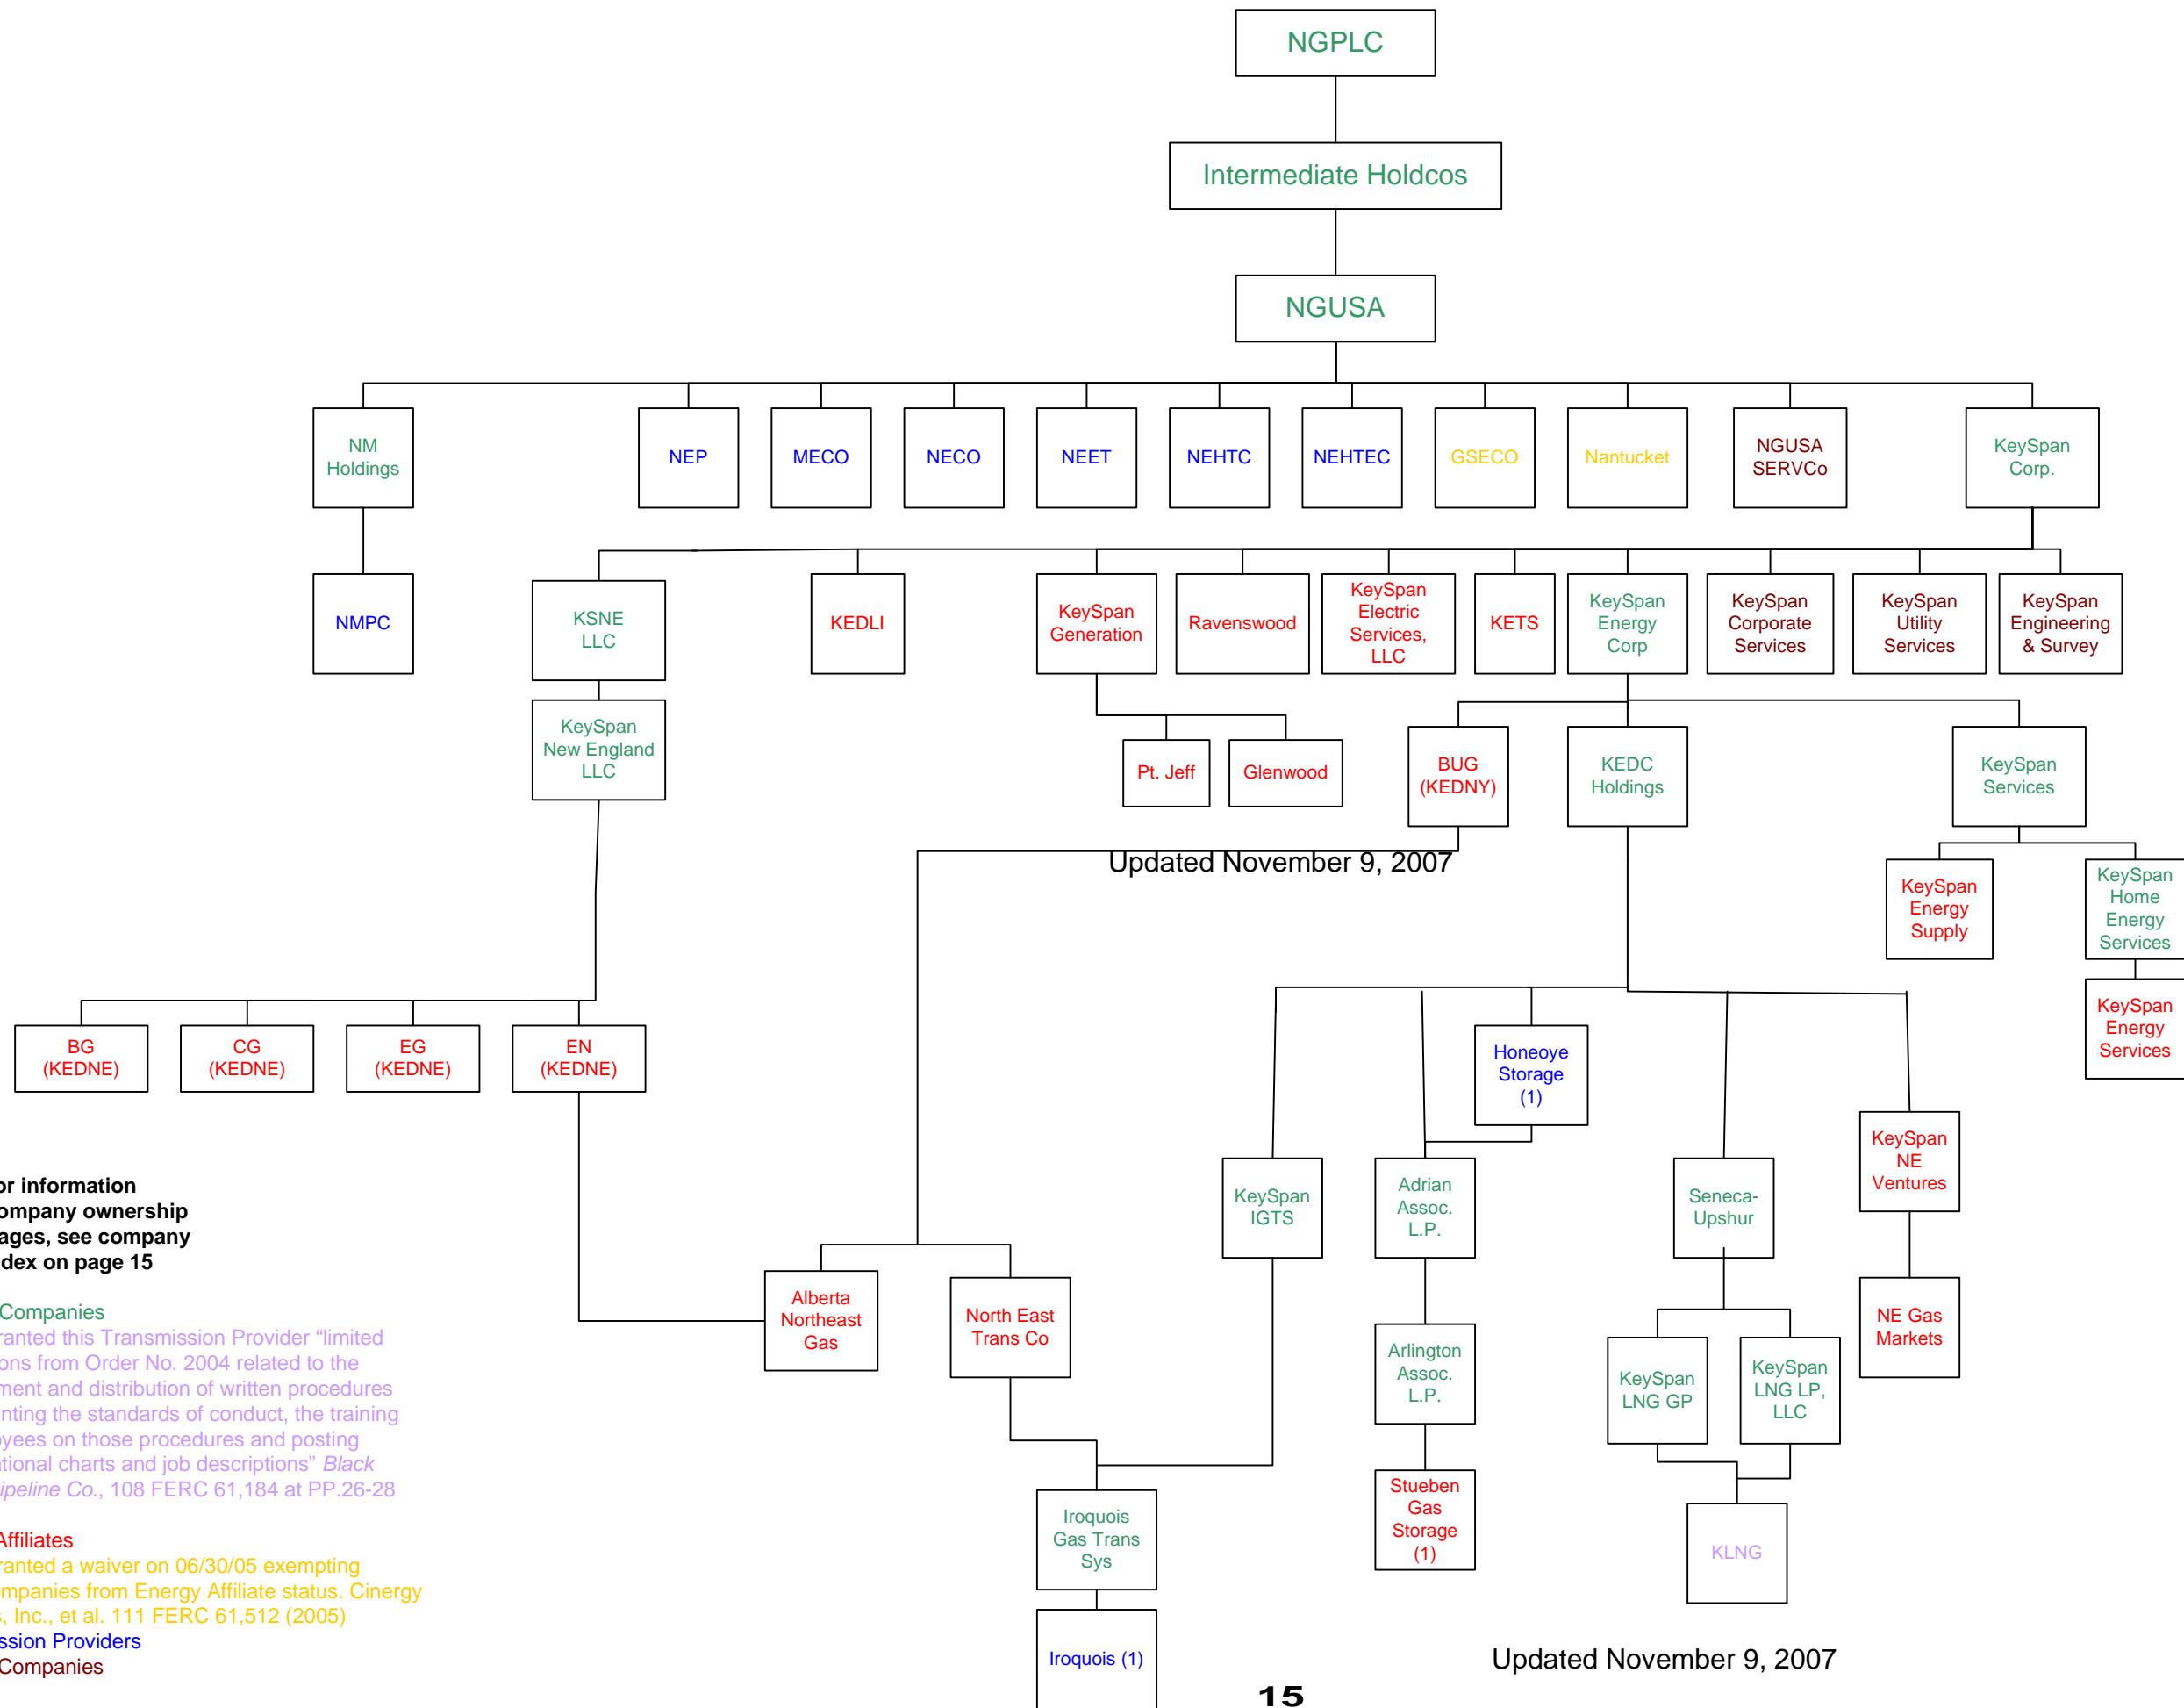 NGPLC
Intermediate Holdcos
NGUSA
NM
Holdings
NEP
MECO
NECO
NEET
NEHTC
NEHTEC
GSECO
Nantucket
NGUSA
SERVCo
KeySpan
Corp.
NMPC
KSNE
LLC
KEDLI
KeySpan
Generation
Ravenswood
KeySpan
Electric
Services,
LLC
KETS
KeySpan
Energy
Corp
KeySpan
Corporate
Services
KeySpan
Utility
Services
KeySpan
Engineering
& Survey
KeySpan
New England
LLC
Pt. Jeff
Glenwood
BUG
(KEDNY)
KEDC
Holdings
KeySpan
Services
Updated November 9, 2007
KeySpan
Energy
Supply
KeySpan
Home
Energy
Services
KeySpan
Energy
Services
BG
(KEDNE)
CG
(KEDNE)
EG
(KEDNE)
EN
(KEDNE)
Honeoye
Storage
(1)
KeySpan
IGTS
Adrian
Assoc.
L.P.
Seneca-
Upshur
KeySpan
NE
Ventures
Alberta
Northeast
Gas
North East
Trans Co
Arlington
Assoc.
L.P.
KeySpan
LNG GP
KeySpan
LNG LP,
LLC
NE Gas
Markets
Iroquois
Gas Trans
Sys
Stueben
Gas
Storage
(1)
KLNG
Iroquois (1)
or information
ompany ownership
ages, see company
dex on page 15
Companies
ranted this Transmission Provider “limited
ons from Order No. 2004 related to the
ment and distribution of written procedures
nting the standards of conduct, the training
oyees on those procedures and posting
ational charts and job descriptions” Black
ipeline Co., 108 FERC 61,184 at PP.26-28
Affiliates
ranted a waiver on 06/30/05 exempting
mpanies from Energy Affiliate status. Cinergy
s, Inc., et al. 111 FERC 61,512 (2005)
ssion Providers
Companies
Updated November 9, 2007
15